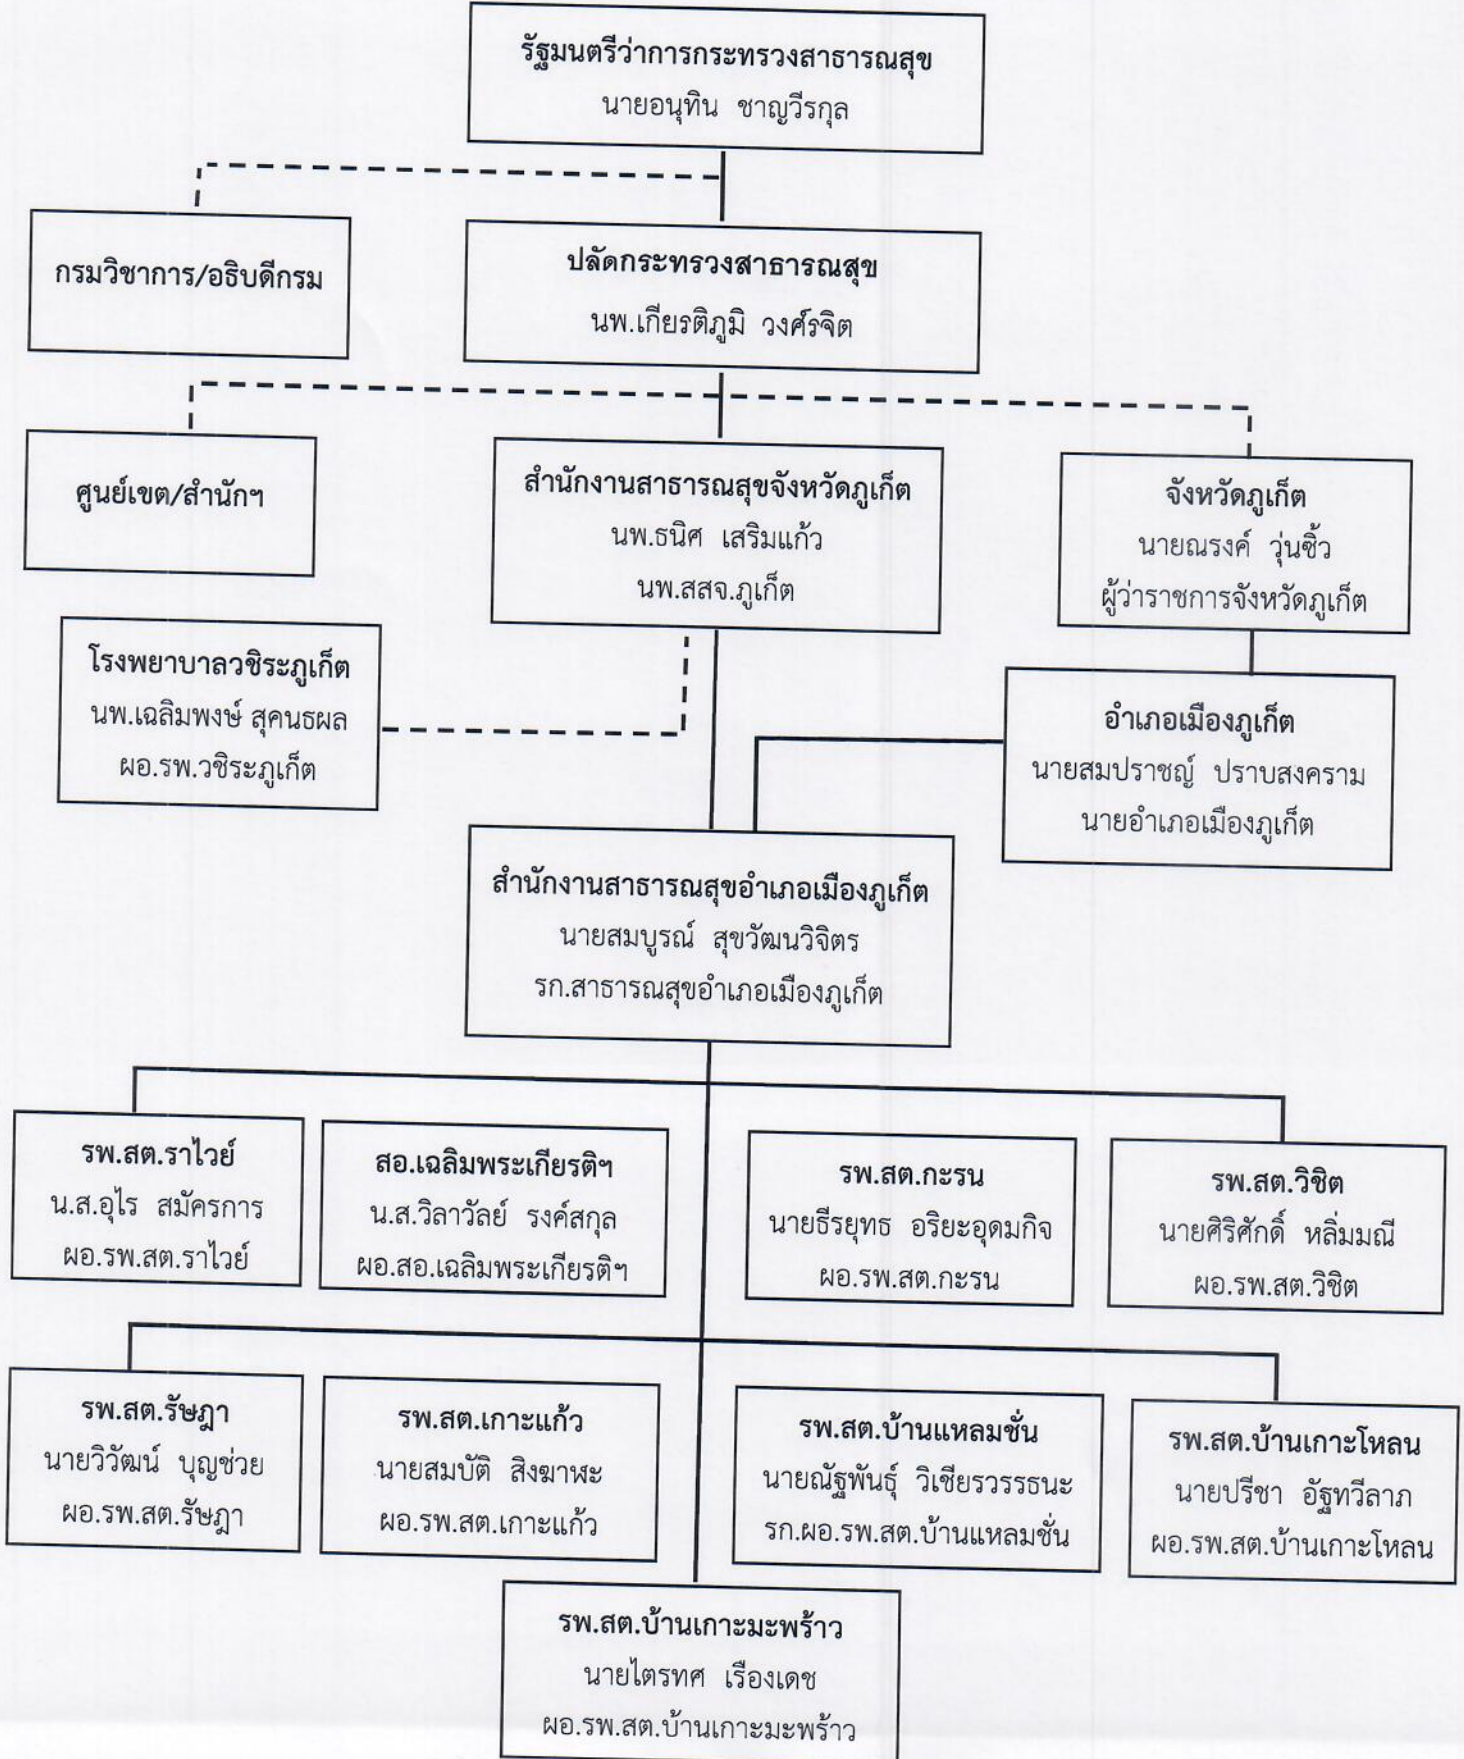 รัฐมนตรีว่าการกระทรวงสาธารณสุข
นายอนุทิน ชาญวีรกุล
กรมวิชาการ/อธิบดีกรม
ปลัดกระทรวงสาธารณสุข
นพ.เกียรติภูมิ วงศ์รจิต
ศูนย์เขต/สำนักฯ
สำนักงานสาธารณสุขจังหวัดภูเก็ต
นพ.ธนิศ เสริมแก้ว
นพ.สสจ.ภูเก็ต
จังหวัดภูเก็ต
นายณรงค์ วุ่นซิ้ว
ผู้ว่าราชการจังหวัดภูเก็ต
โรงพยาบาลวชิระภูเก็ต
นพ.เฉลิมพงษ์ สุคนธผล
ผอ.รพ.วชิระภูเก็ต
อำเภอเมืองภูเก็ต
นายสมปราชญ์ ปราบสงคราม
นายอำเภอเมืองภูเก็ต
สำนักงานสาธารณสุขอำเภอเมืองภูเก็ต
นายสมบูรณ์ สุขวัฒนวิจิตร
รก.สาธารณสุขอำเภอเมืองภูเก็ต
รพ.สต.ราไวย์
น.ส.อุไร สมัครการ
ผอ.รพ.สต.ราไวย์
สอ.เฉลิมพระเกียรติฯ
น.ส.วิลาวัลย์ รงค์สกุล
ผอ.สอ.เฉลิมพระเกียรติฯ
รพ.สต.กะรน
นายธีรยุทธ อริยะอุดมกิจ
ผอ.รพ.สต.กะรน
รพ.สต.วิชิต
นายศิริศักดิ์ หลิ่มมณี
ผอ.รพ.สต.วิชิต
รพ.สต.รัษฎา
นายวิวัฒน์ บุญช่วย
ผอ.รพ.สต.รัษฎา
รพ.สต.เกาะแก้ว
นายสมบัติ สิงฆาฬะ
ผอ.รพ.สต.เกาะแก้ว
รพ.สต.บ้านแหลมชั่น
นายณัฐพันธุ์ วิเชียรวรรธนะ
รก.ผอ.รพ.สต.บ้านแหลมชั่น
รพ.สต.บ้านเกาะโหลน
นายปรีชา อัฐทวีลาภ
ผอ.รพ.สต.บ้านเกาะโหลน
รพ.สต.บ้านเกาะมะพร้าว
นายไตรทศ เรืองเดช
ผอ.รพ.สต.บ้านเกาะมะพร้าว